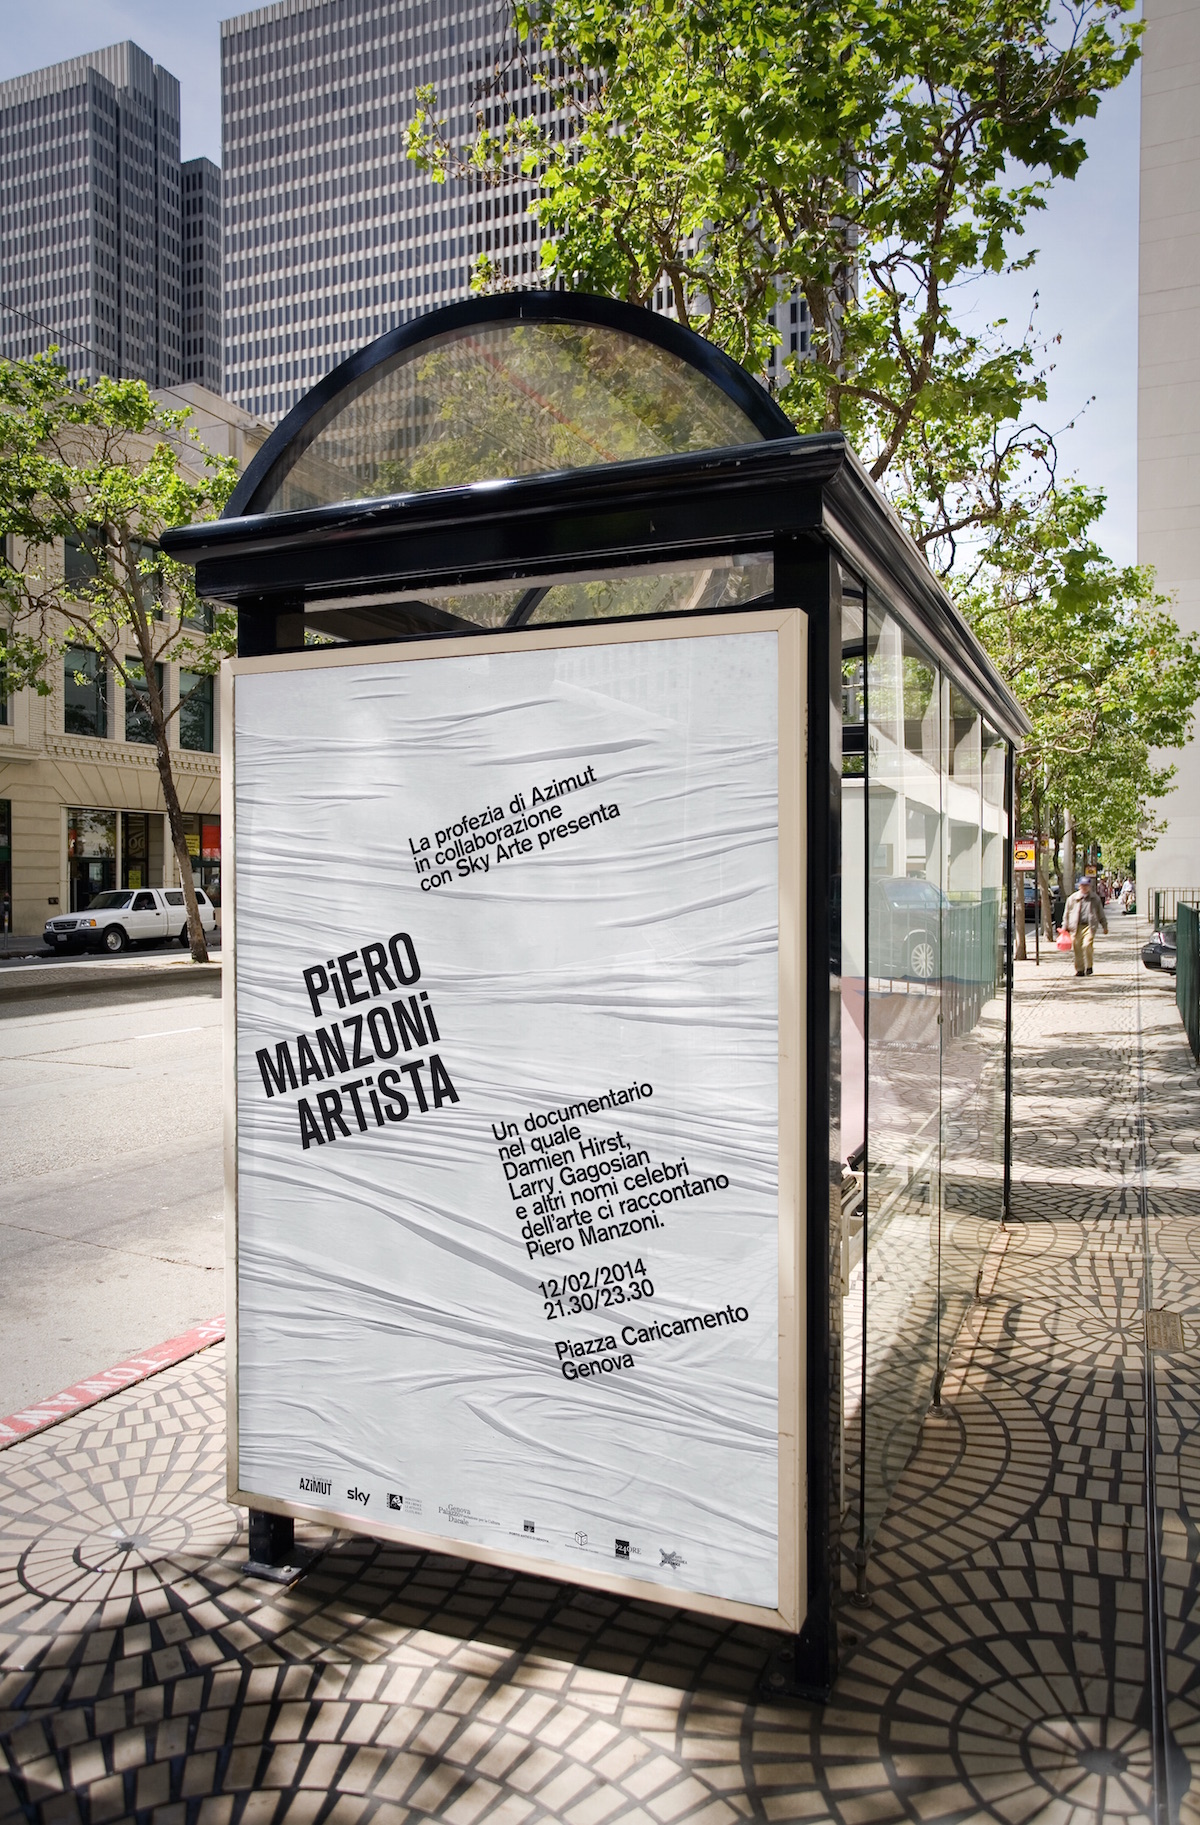 La profezia di Azimut
in collaborazione
con Sky Arte presenta
PiERO
MANZONi
ARTiSTA
Un documentario
nel quale
Damien Hirst,
Larry Gagosian
e altri nomi celebri
dell'arte ci raccontano
Piero Manzoni.
12/02/2014
21.30/23.30
Piazza Caricamento
Genova
AZiMUT
sky
Genova
Palazzo
Ducale
24ORE